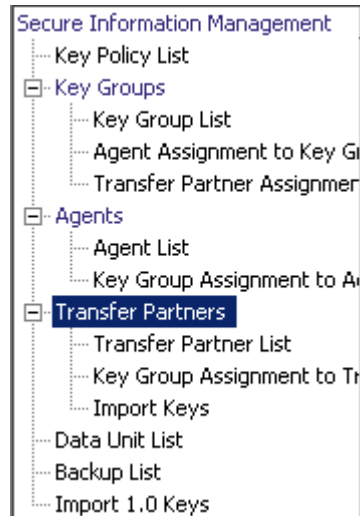 Secure Information Management
Key Policy List
Key Groups
Key Group List
Agent Assignment to Key G
Transfer Partner Assignmen
Agents
Agent List
Key Group Assignment to A
Transfer Partners
Transfer Partner List
Key Group Assignment to Tr
Import Keys
Data Unit List
Backup List
Import 1.0 Keys